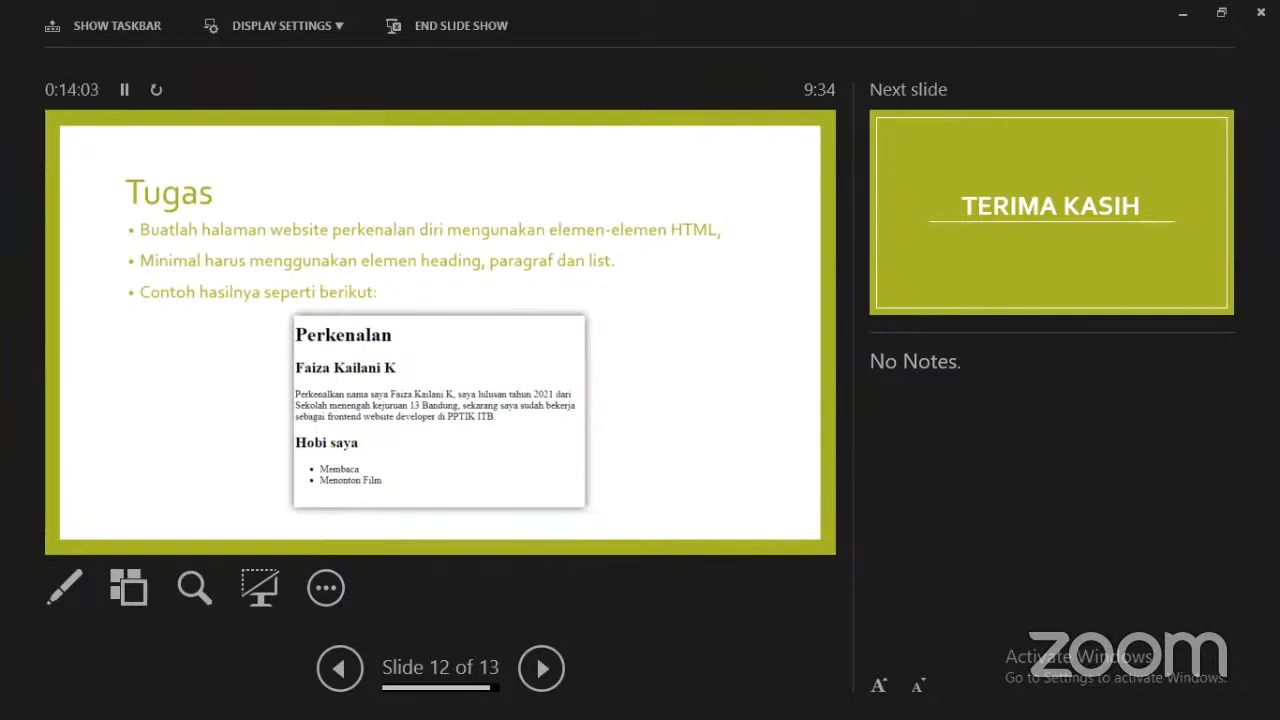 SHOW TASKBAR
DISPLAY SETTINGS
END SLIDE SHOW
0:14:03
9:34
Tugas
• Buatlah halaman website perkenalan diri mengunakan elemen-elemen HTML,
• Minimal harus menggunakan elemen heading, paragraf dan list.
• Contoh hasilnya seperti berikut:
Perkenalan
Faiza Kailani K
Perkenalkan nama saya Faiza Kailani K, saya lulusan tahun 2021 dari
Sekolah menengah kejuruan 13 Bandung, sekarang saya sudah bekerja
sebagai frontend website developer di PPTIK ITB.
Hobi saya
• Membaca
• Menonton Film
Next slide
TERIMA KASIH
No Notes.
Slide 12 of 13
zoom
Activate Windows
Go to Settings to activate Windows.
A
A